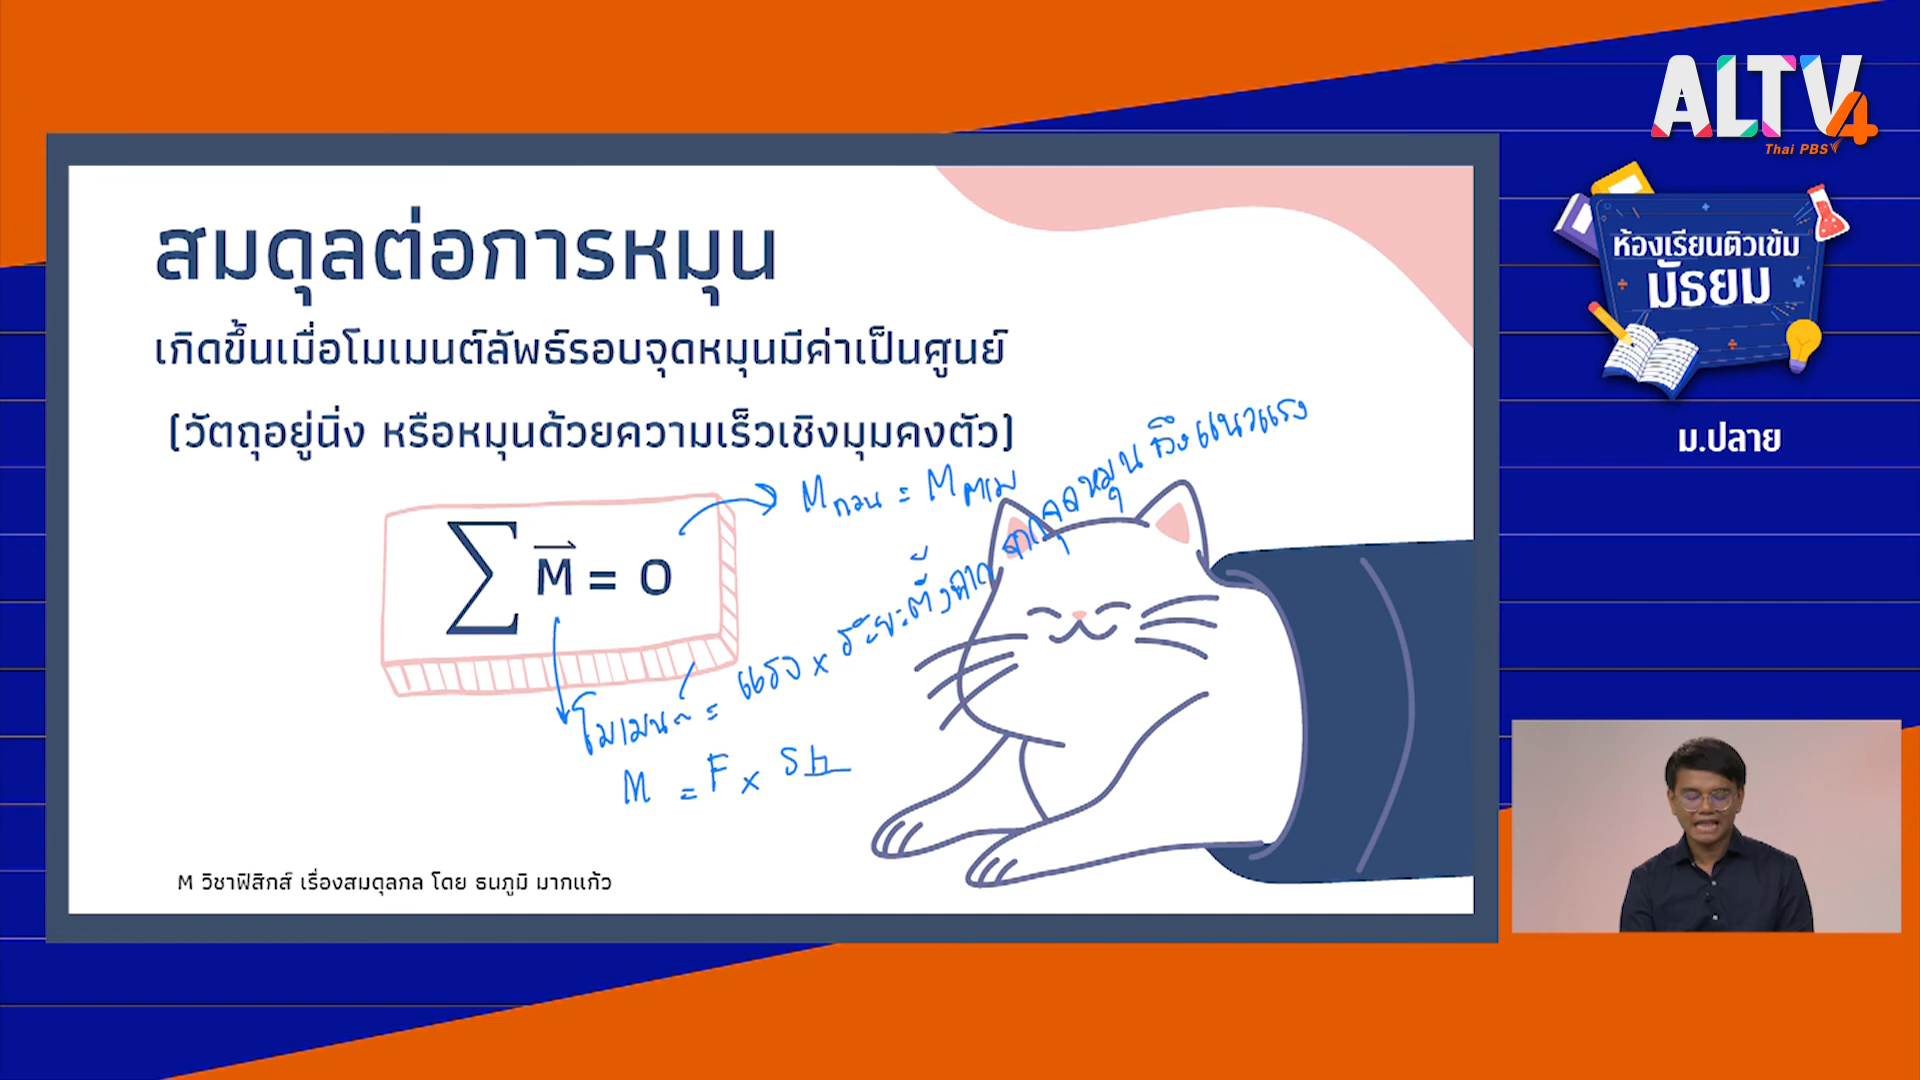 ALTV4
Thai PBS
ห้องเรียนติวเข้ม
มัธยม
ม.ปลาย
สมดุลต่อการหมุน
เกิดขึ้นเมื่อโมเมนต์ลัพธ์รอบจุดหมุนมีค่าเป็นศูนย์
(วัตถุอยู่นิ่ง หรือหมุนด้วยความเร็วเชิงมุมคงตัว)
∑ M⃗ = 0
M ทวน = M ตาม
โมเมนต์ = แรง × ระยะตั้งฉาก จากจุดหมุน ถึงแนวแรง
M = F × S⊥
M วิชาฟิสิกส์ เรื่องสมดุลกล โดย ธนภูมิ มากแก้ว